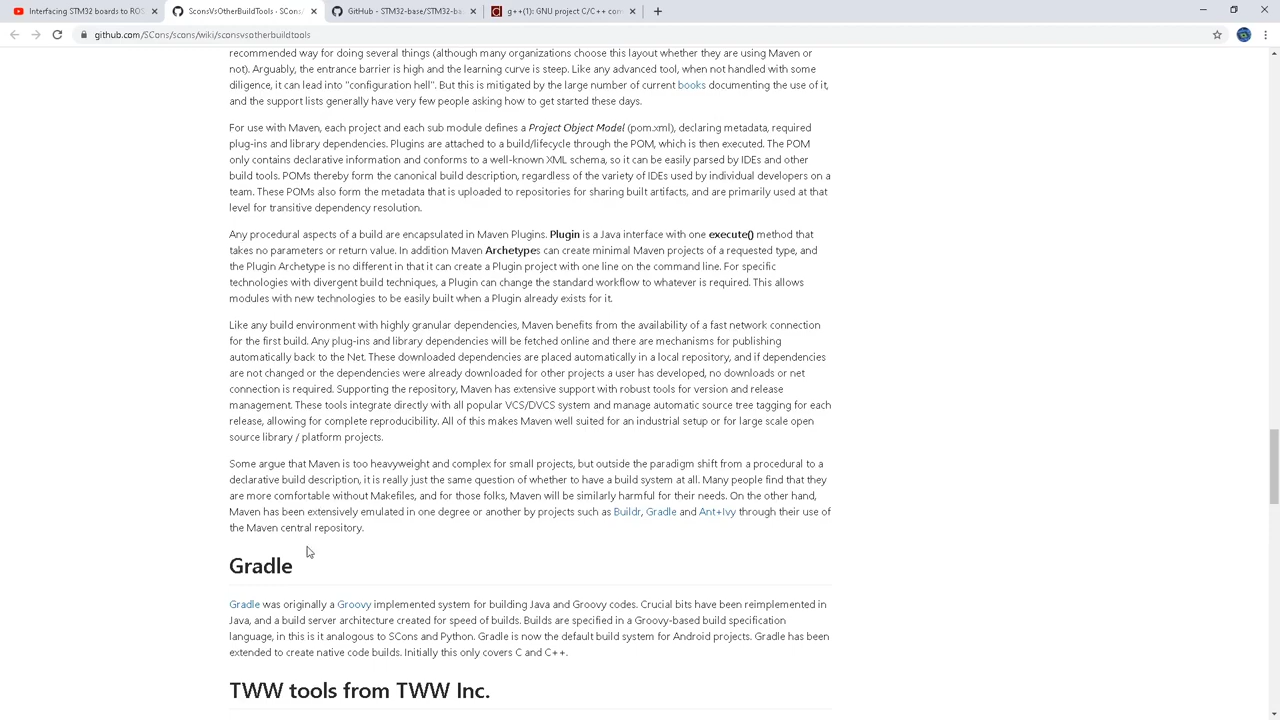 Interfacing STM32 boards to ROS
SconsVsOtherBuildTools · SCons/
GitHub - STM32-base/STM32-ba
g++(1): GNU project C/C++ com
github.com/SCons/scons/wiki/sconsvsotherbuildtools
recommended way for doing several things (although many organizations choose this layout whether they are using Maven or
not). Arguably, the entrance barrier is high and the learning curve is steep. Like any advanced tool, when not handled with some
diligence, it can lead into "configuration hell". But this is mitigated by the large number of current books documenting the use of it,
and the support lists generally have very few people asking how to get started these days.
For use with Maven, each project and each sub module defines a Project Object Model (pom.xml), declaring metadata, required
plug-ins and library dependencies. Plugins are attached to a build/lifecycle through the POM, which is then executed. The POM
only contains declarative information and conforms to a well-known XML schema, so it can be easily parsed by IDEs and other
build tools. POMs thereby form the canonical build description, regardless of the variety of IDEs used by individual developers on a
team. These POMs also form the metadata that is uploaded to repositories for sharing built artifacts, and are primarily used at that
level for transitive dependency resolution.
Any procedural aspects of a build are encapsulated in Maven Plugins. Plugin is a Java interface with one execute() method that
takes no parameters or return value. In addition Maven Archetypes can create minimal Maven projects of a requested type, and
the Plugin Archetype is no different in that it can create a Plugin project with one line on the command line. For specific
technologies with divergent build techniques, a Plugin can change the standard workflow to whatever is required. This allows
modules with new technologies to be easily built when a Plugin already exists for it.
Like any build environment with highly granular dependencies, Maven benefits from the availability of a fast network connection
for the first build. Any plug-ins and library dependencies will be fetched online and there are mechanisms for publishing
automatically back to the Net. These downloaded dependencies are placed automatically in a local repository, and if dependencies
are not changed or the dependencies were already downloaded for other projects a user has developed, no downloads or net
connection is required. Supporting the repository, Maven has extensive support with robust tools for version and release
management. These tools integrate directly with all popular VCS/DVCS system and manage automatic source tree tagging for each
release, allowing for complete reproducibility. All of this makes Maven well suited for an industrial setup or for large scale open
source library / platform projects.
Some argue that Maven is too heavyweight and complex for small projects, but outside the paradigm shift from a procedural to a
declarative build description, it is really just the same question of whether to have a build system at all. Many people find that they
are more comfortable without Makefiles, and for those folks, Maven will be similarly harmful for their needs. On the other hand,
Maven has been extensively emulated in one degree or another by projects such as Buildr, Gradle and Ant+Ivy through their use of
the Maven central repository.
Gradle
Gradle was originally a Groovy implemented system for building Java and Groovy codes. Crucial bits have been reimplemented in
Java, and a build server architecture created for speed of builds. Builds are specified in a Groovy-based build specification
language, in this is it analogous to SCons and Python. Gradle is now the default build system for Android projects. Gradle has been
extended to create native code builds. Initially this only covers C and C++.
TWW tools from TWW Inc.